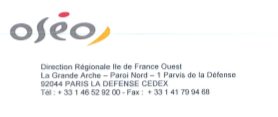 oséo
Direction Régionale Ile de France Ouest
La Grande Arche – Paroi Nord – 1 Parvis de la Défense
92044 PARIS LA DEFENSE CEDEX
Tél : + 33 1 46 52 92 00 - Fax : + 33 1 41 79 94 68